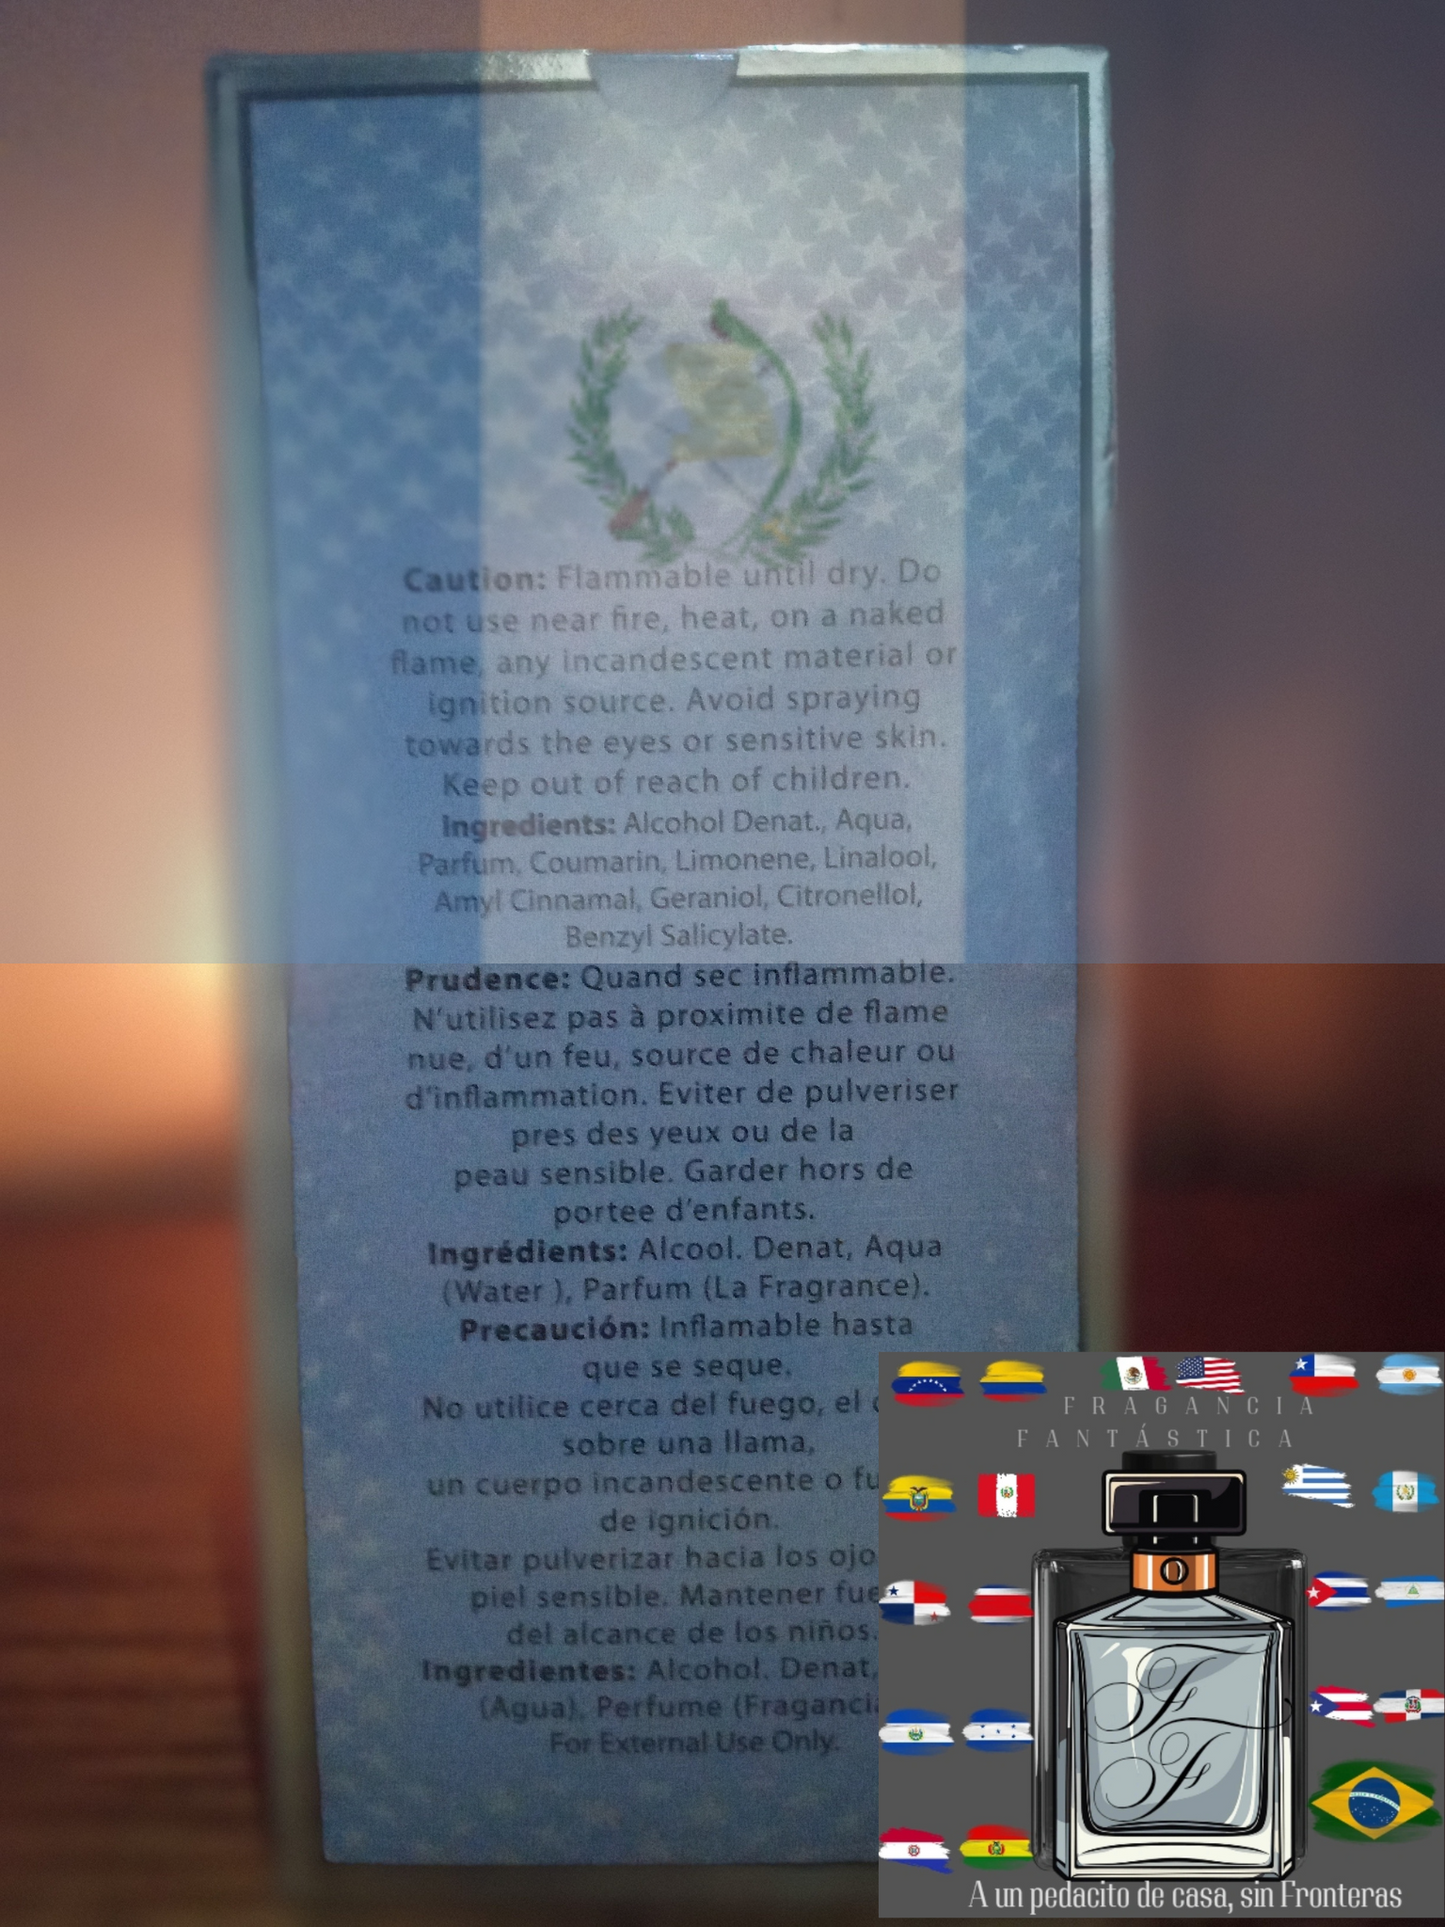 Caution: Flammable until dry. Do
not use near fire, heat, on a naked
flame, any incandescent material or
ignition source. Avoid spraying
towards the eyes or sensitive skin.
Keep out of reach of children.
Ingredients: Alcohol Denat., Aqua,
Parfum, Coumarin, Limonene, Linalool,
Amyl Cinnamal, Geraniol, Citronellol,
Benzyl Salicylate.
Prudence: Quand sec inflammable.
N'utilisez pas à proximite de flame
nue, d'un feu, source de chaleur ou
d'inflammation. Eviter de pulveriser
pres des yeux ou de la
peau sensible. Garder hors de
portee d'enfants.
Ingrédients: Alcool. Denat, Aqua
(Water ), Parfum (La Fragrance).
Precaución: Inflamable hasta
que se seque.
No utilice cerca del fuego, el
sobre una llama,
un cuerpo incandescente o
de ignición.
Evitar pulverizar hacia los
piel sensible. Mantener
del alcance de los niños.
Ingredientes: Alcohol. Denat,
(Agua), Perfume
For External Use Only.
FRAGANCIA
FANTÁSTICA
F
F
A un pedacito de casa, sin Fronteras